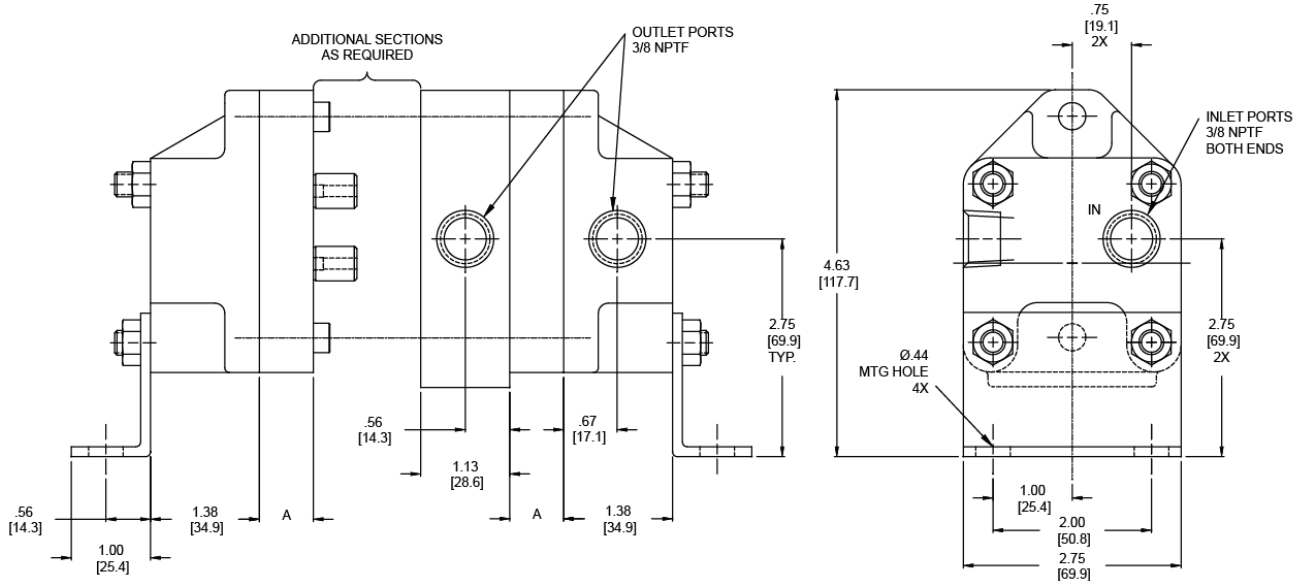 ADDITIONAL SECTIONS
AS REQUIRED
OUTLET PORTS
3/8 NPTF
2.75
[69.9]
TYP.
.56
[14.3]
.67
[17.1]
1.13
[28.6]
.56
[14.3]
1.38
[34.9]
A
A
1.38
[34.9]
1.00
[25.4]
.75
[19.1]
2X
INLET PORTS
3/8 NPTF
BOTH ENDS
IN
4.63
[117.7]
2.75
[69.9]
2X
Ø.44
MTG HOLE
4X
1.00
[25.4]
2.00
[50.8]
2.75
[69.9]